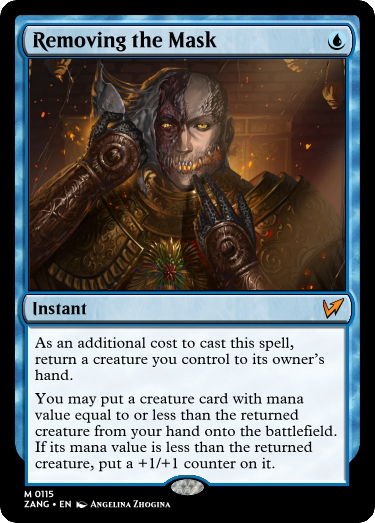 Removing the Mask
Instant
As an additional cost to cast this spell,
return a creature you control to its owner's
hand.
You may put a creature card with mana
value equal to or less than the returned
creature from your hand onto the battlefield.
If its mana value is less than the returned
creature, put a +1/+1 counter on it.
M 0115
ZANG • EN Angelina Zhogina